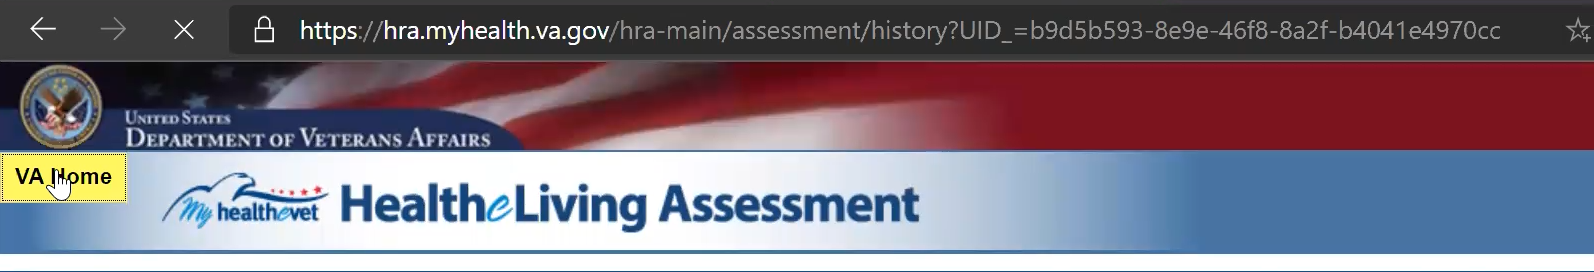 https://hra.myhealth.va.gov/hra-main/assessment/history?UID_=b9d5b593-8e9e-46f8-8a2f-b4041e4970cc
UNITED STATES
DEPARTMENT OF VETERANS AFFAIRS
VA Home
My healthevet HealtheLiving Assessment